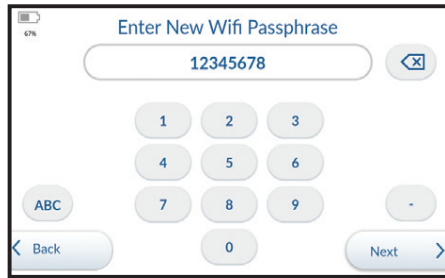 67%
Enter New Wifi Passphrase
12345678
1 2 3
4 5 6
ABC 7 8 9 -
Back 0 Next